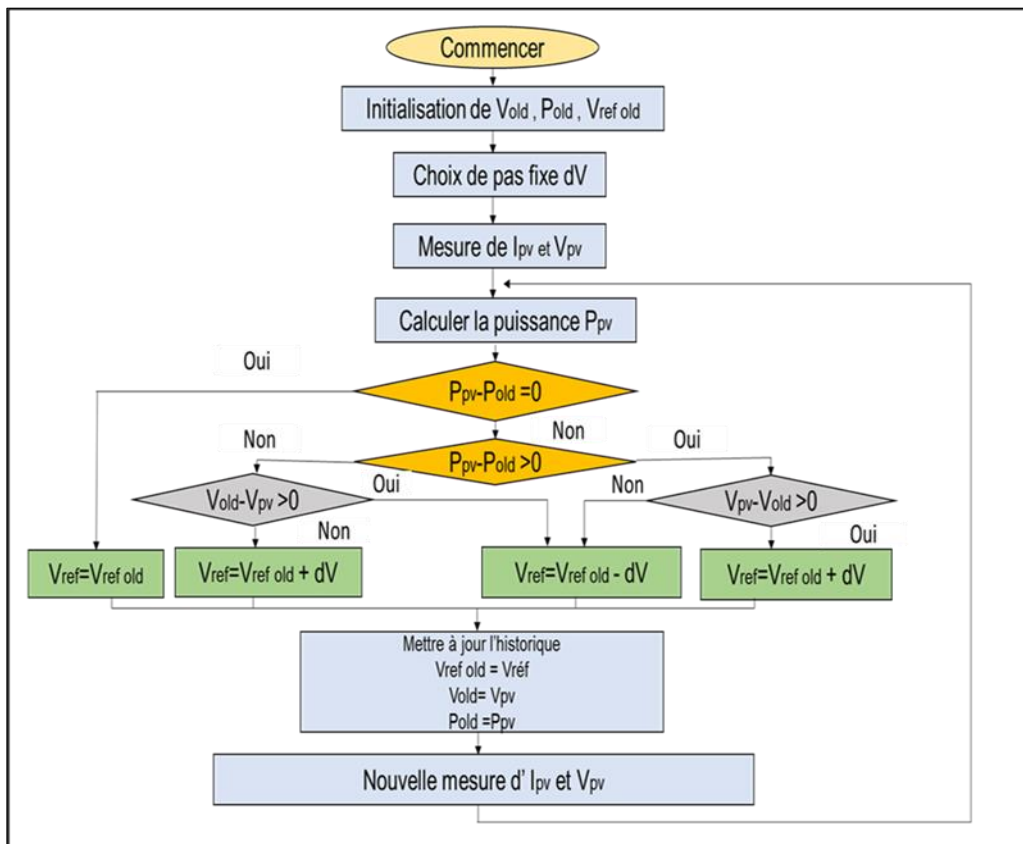 Commencer
Initialisation de Vold , Pold , Vref old
Choix de pas fixe dV
Mesure de Ipv et Vpv
Calculer la puissance Ppv
Oui
Ppv-Pold =0
Non
Non
Oui
Ppv-Pold >0
Oui
Non
Vold-Vpv >0
Vpv-Vold >0
Non
Oui
Vref=Vref old
Vref=Vref old + dV
Vref=Vref old - dV
Vref=Vref old + dV
Mettre à jour l'historique
Vref old = Vréf
Vold= Vpv
Pold =Ppv
Nouvelle mesure d' Ipv et Vpv